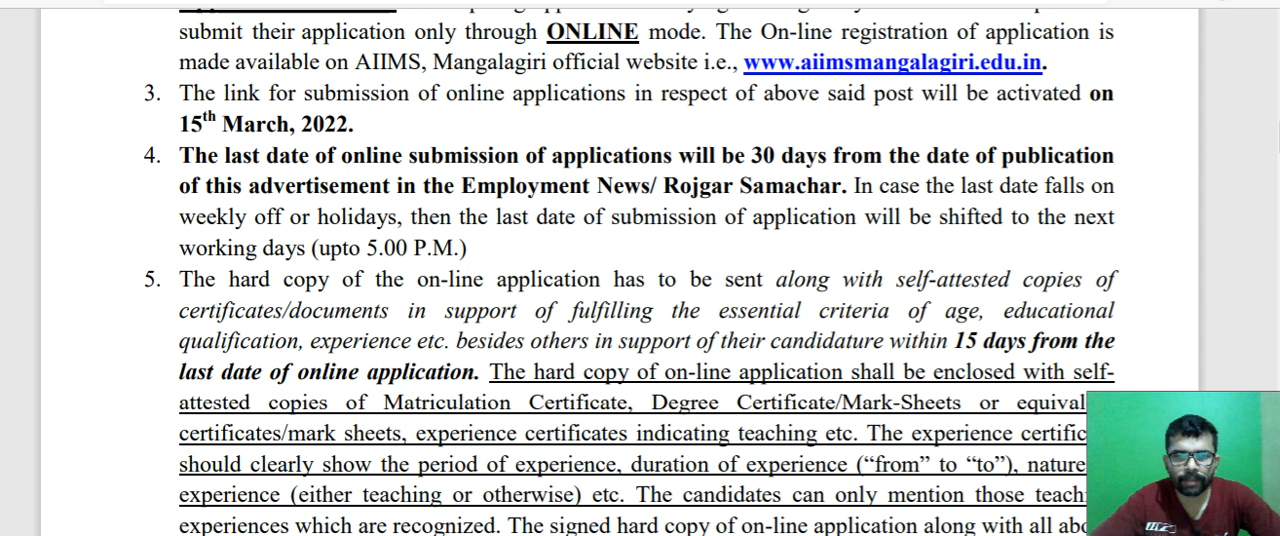 submit their application only through ONLINE mode. The On-line registration of application is
made available on AIIMS, Mangalagiri official website i.e., www.aiimsmangalagiri.edu.in.
3. The link for submission of online applications in respect of above said post will be activated on
15th March, 2022.
4. The last date of online submission of applications will be 30 days from the date of publication
of this advertisement in the Employment News/ Rojgar Samachar. In case the last date falls on
weekly off or holidays, then the last date of submission of application will be shifted to the next
working days (upto 5.00 P.M.)
5. The hard copy of the on-line application has to be sent along with self-attested copies of
certificates/documents in support of fulfilling the essential criteria of age, educational
qualification, experience etc. besides others in support of their candidature within 15 days from the
last date of online application. The hard copy of on-line application shall be enclosed with self-
attested copies of Matriculation Certificate, Degree Certificate/Mark-Sheets or equival
certificates/mark sheets, experience certificates indicating teaching etc. The experience certific
should clearly show the period of experience, duration of experience (“from” to “to”), nature
experience (either teaching or otherwise) etc. The candidates can only mention those teach
experiences which are recognized. The signed hard copy of on-line application along with all abo